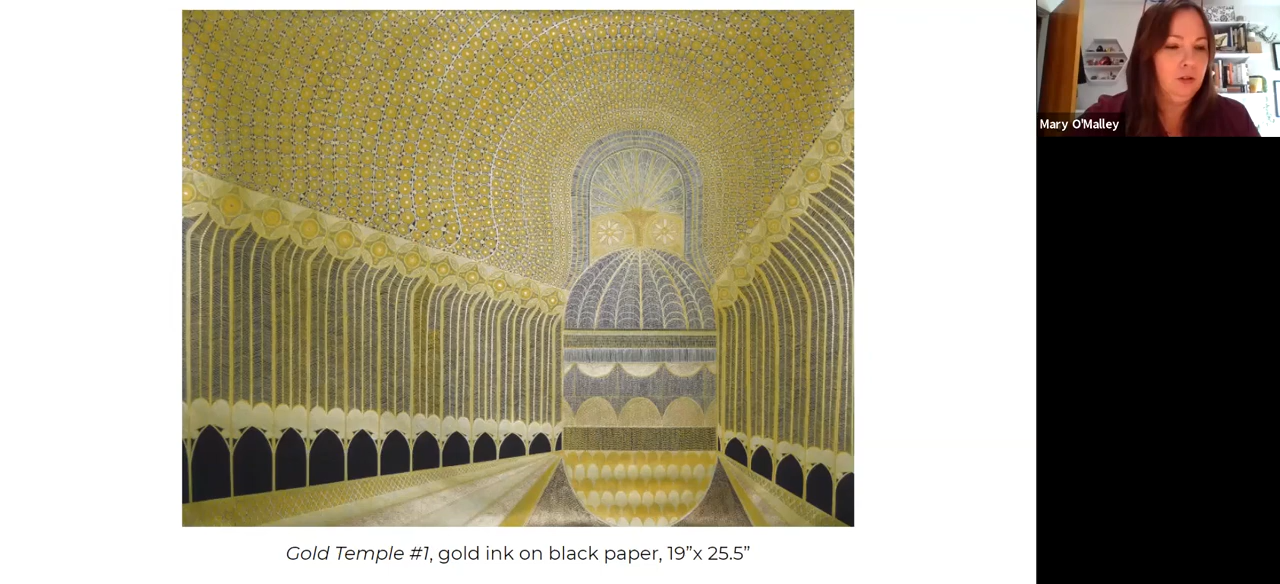 Mary O'Malley
Gold Temple #1, gold ink on black paper, 19”x 25.5”